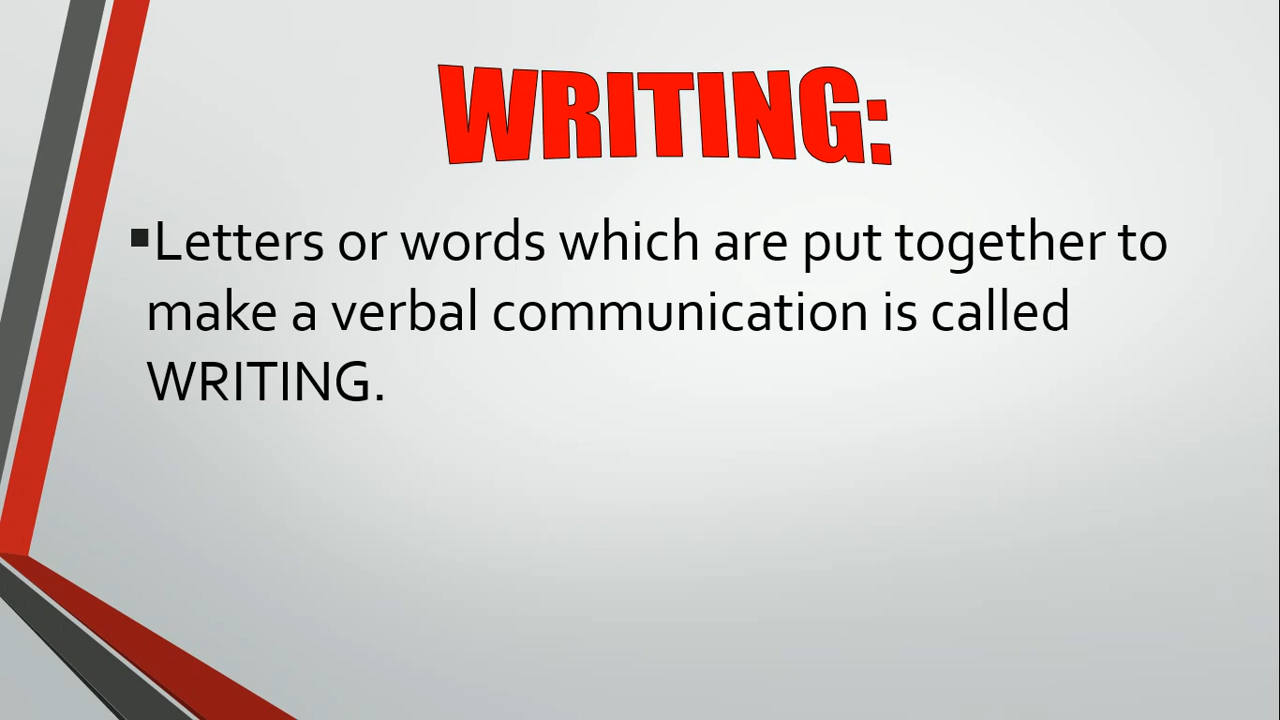 WRITING:
▪Letters or words which are put together to
make a verbal communication is called
WRITING.